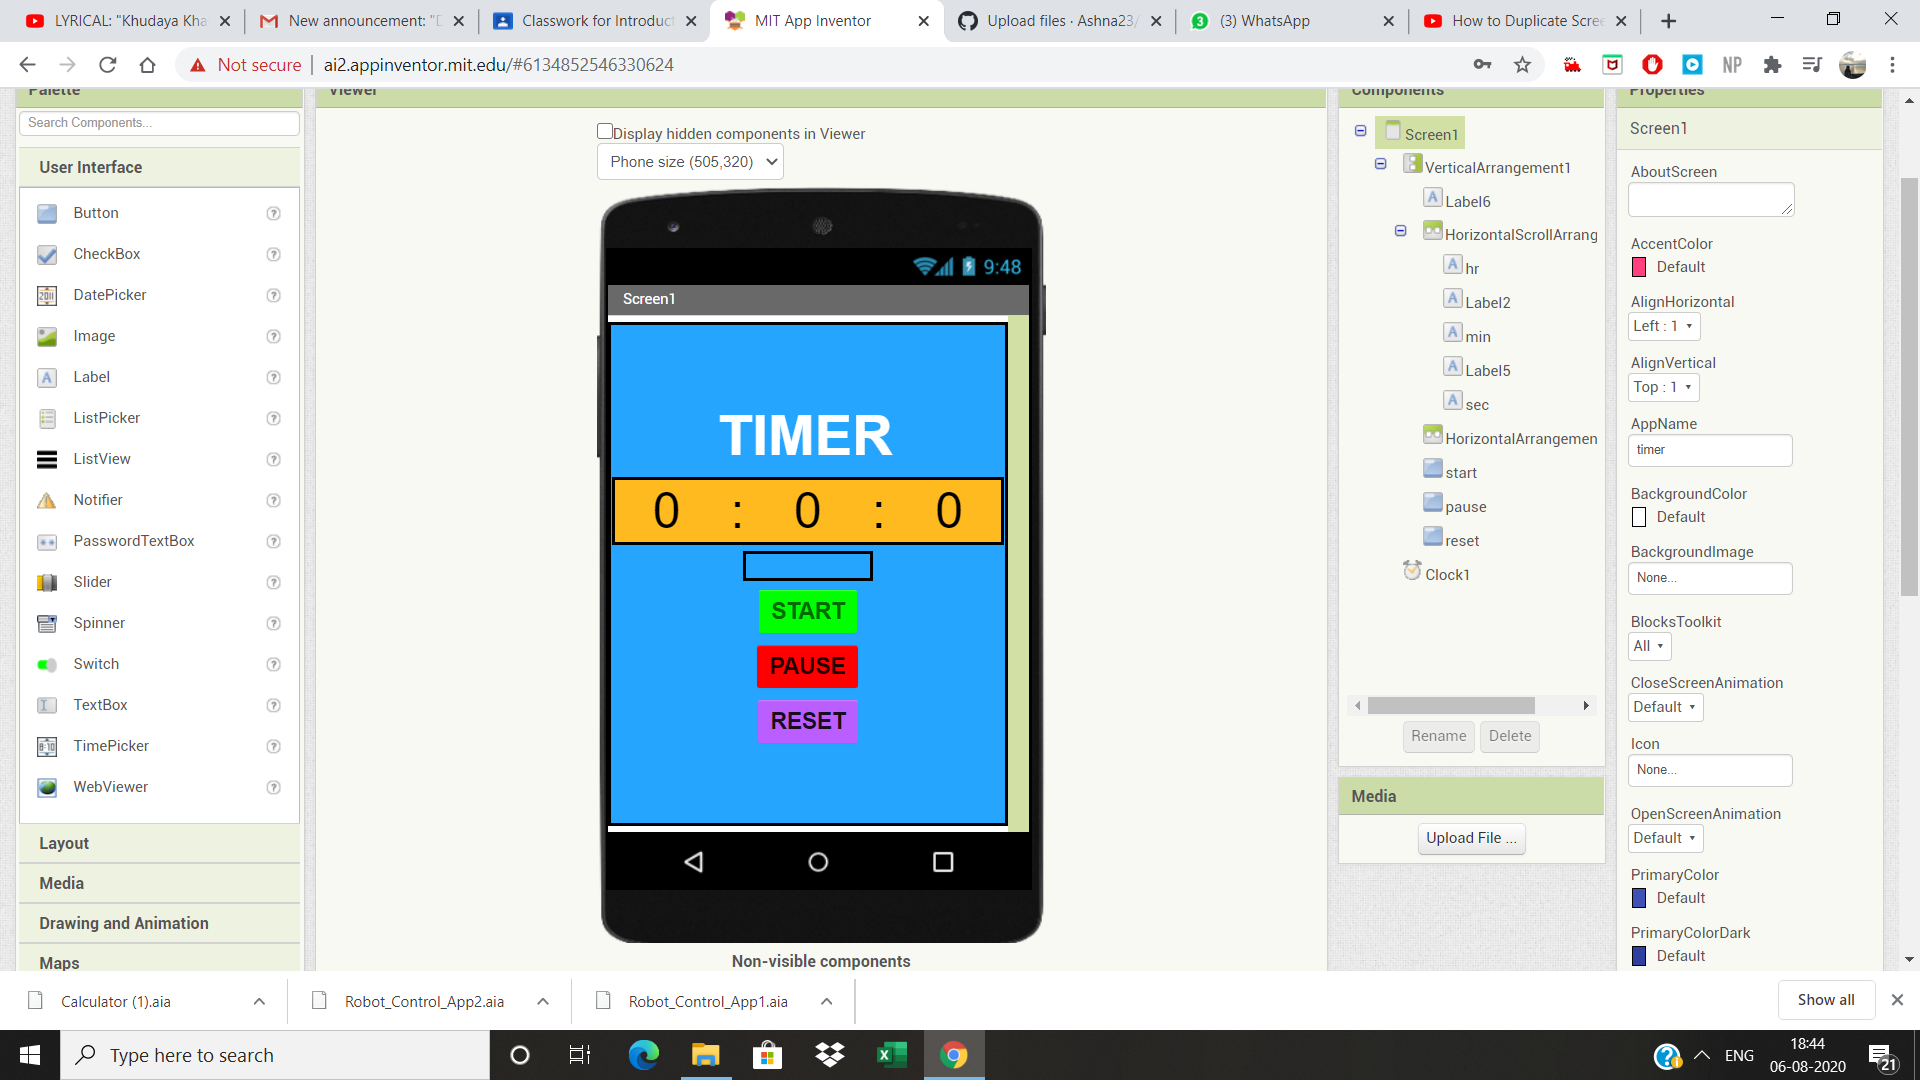 LYRICAL: "Khudaya Kha
New announcement: "D
Classwork for Introduct
MIT App Inventor
Upload files · Ashna23/
(3) WhatsApp
How to Duplicate Scree
Not secure
ai2.appinventor.mit.edu/#6134852546330624
NP
Palette
Viewer
Components
Properties
Search Components...
User Interface
Button
CheckBox
DatePicker
Image
Label
ListPicker
ListView
Notifier
PasswordTextBox
Slider
Spinner
Switch
TextBox
TimePicker
WebViewer
Layout
Media
Drawing and Animation
Maps
Display hidden components in Viewer
Phone size (505,320)
9:48
Screen1
TIMER
0 : 0 : 0
START
PAUSE
RESET
Non-visible components
Screen1
VerticalArrangement1
Label6
HorizontalScrollArrang
hr
Label2
min
Label5
sec
HorizontalArrangemen
start
pause
reset
Clock1
Rename Delete
Media
Upload File ...
Screen1
AboutScreen
AccentColor
Default
AlignHorizontal
Left : 1
AlignVertical
Top : 1
AppName
timer
BackgroundColor
Default
BackgroundImage
None...
BlocksToolkit
All
CloseScreenAnimation
Default
Icon
None...
OpenScreenAnimation
Default
PrimaryColor
Default
PrimaryColorDark
Default
Calculator (1).aia
Robot_Control_App2.aia
Robot_Control_App1.aia
Show all
Type here to search
ENG
18:44
06-08-2020
21